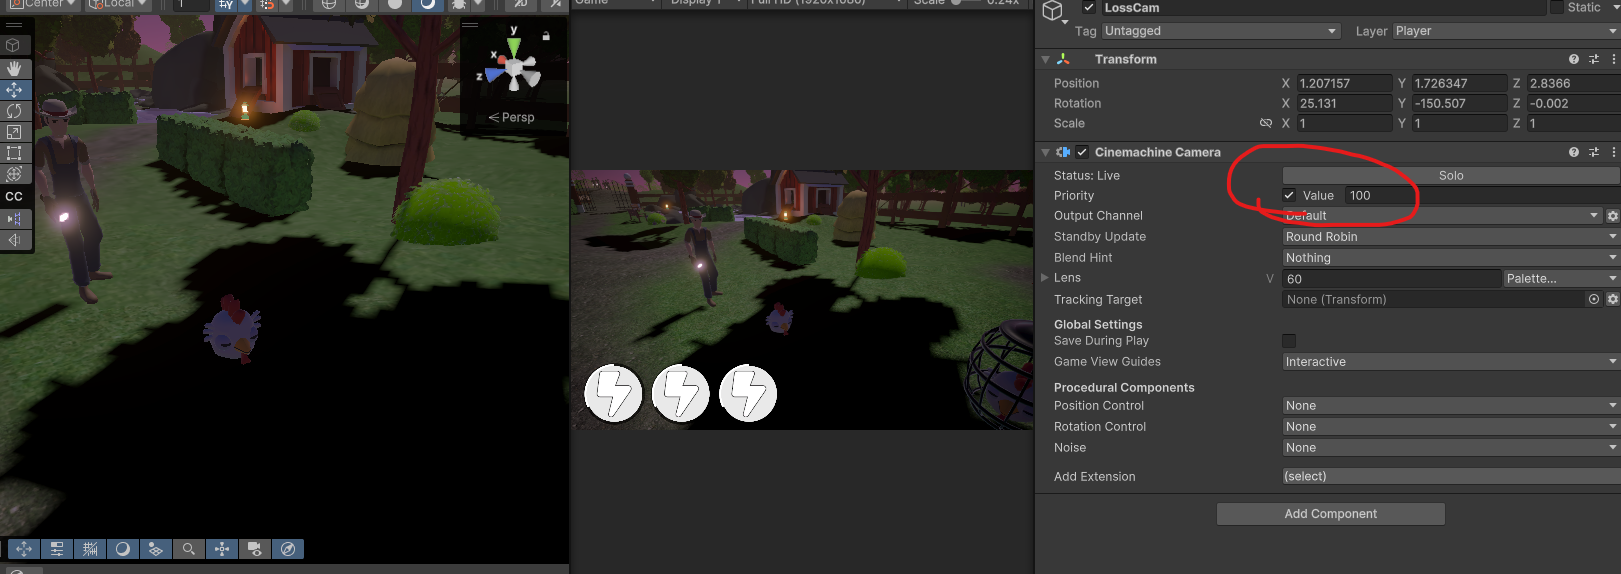 Center Local 1
y
x
z
Persp
CC
Game Display 1 Full HD (1920x1080) Scale 0.24x
LossCam Static
Tag Untagged Layer Player
Transform
Position X 1.207157 Y 1.726347 Z 2.8366
Rotation X 25.131 Y -150.507 Z -0.002
Scale X 1 Y 1 Z 1
Cinemachine Camera
Status: Live Solo
Priority Value 100
Output Channel Default
Standby Update Round Robin
Blend Hint Nothing
Lens V 60 Palette...
Tracking Target None (Transform)
Global Settings
Save During Play
Game View Guides Interactive
Procedural Components
Position Control None
Rotation Control None
Noise None
Add Extension (select)
Add Component